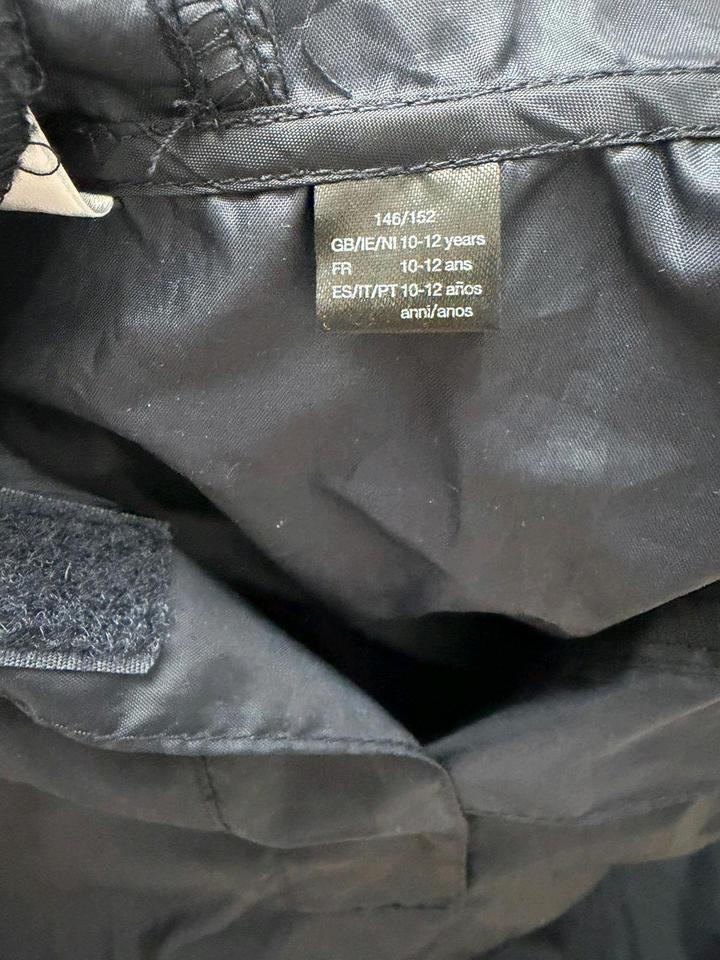 146/152
GB/IE/NI 10-12 years
FR 10-12 ans
ES/IT/PT 10-12 años
anni/anos